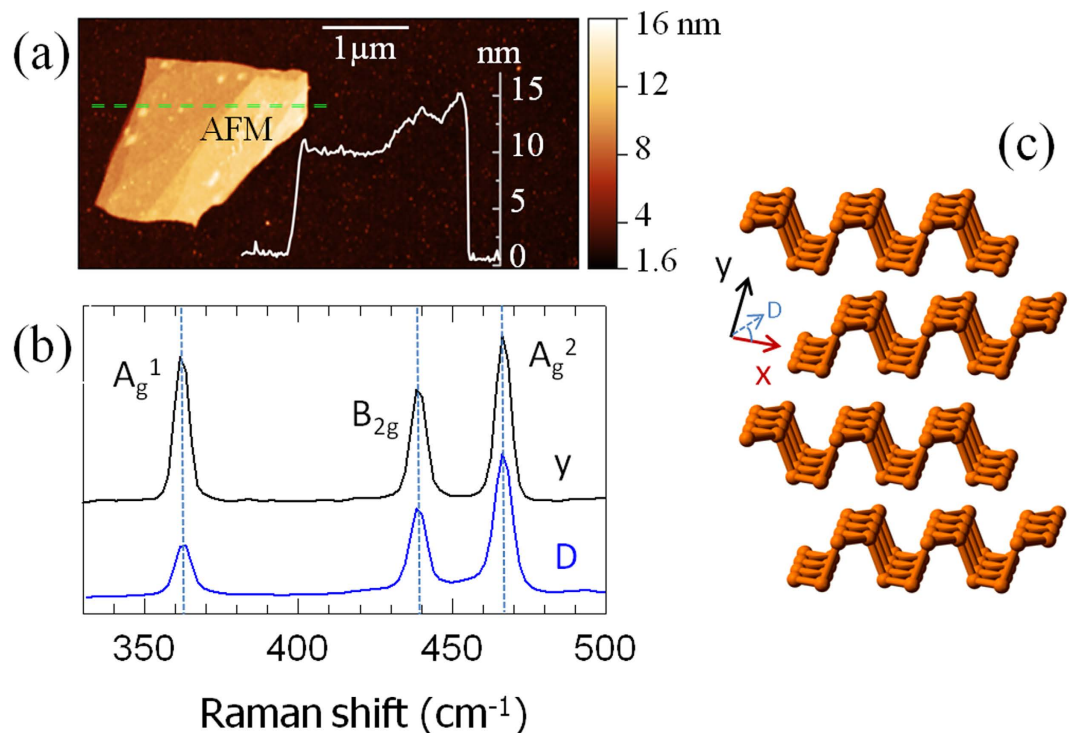 (a)
1μm
nm
AFM
15
10
5
0
16 nm
12
8
4
1.6
(c)
y
D
x
(b)
A_g^1
B_2g
A_g^2
y
D
350 400 450 500
Raman shift (cm⁻¹)